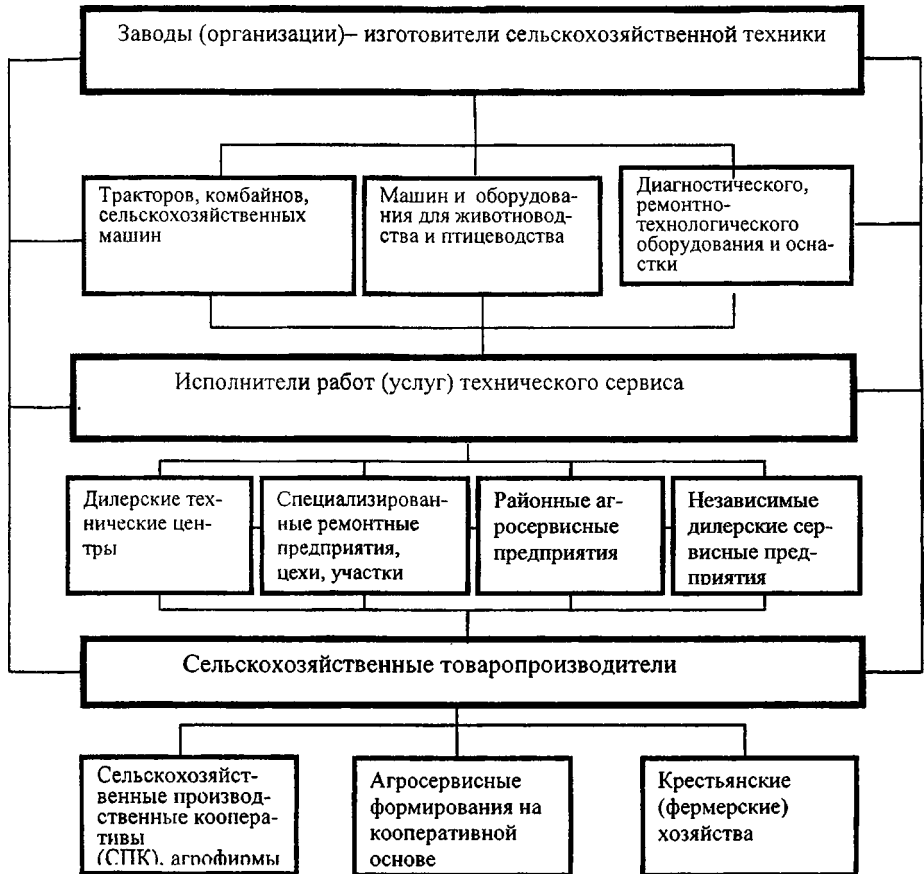 Заводы (организации)– изготовители сельскохозяйственной техники
Тракторов, комбайнов,
сельскохозяйственных
машин
Машин и оборудова-
ния для животновод-
ства и птицеводства
Диагностического,
ремонтно-
технологического
оборудования и осна-
стки
Исполнители работ (услуг) технического сервиса
Дилерские тех-
нические цен-
тры
Специализирован-
ные ремонтные
предприятия,
цехи, участки
Районные аг-
росервисные
предприятия
Независимые
дилерские сер-
висные пред-
приятия
Сельскохозяйственные товаропроизводители
Сельскохозяйст-
венные производ-
ственные коопера-
тивы
(СПК), агрофирмы
Агросервисные
формирования на
кооперативной
основе
Крестьянские
(фермерские)
хозяйства